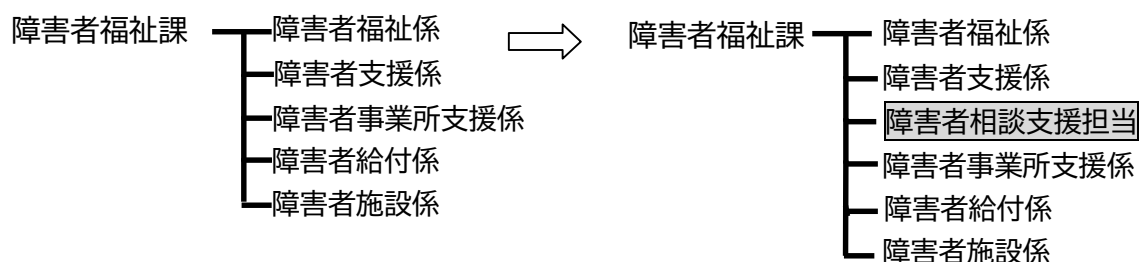 障害者福祉課
障害者福祉係
障害者支援係
障害者事業所支援係
障害者給付係
障害者施設係
障害者福祉課
障害者福祉係
障害者支援係
障害者相談支援担当
障害者事業所支援係
障害者給付係
障害者施設係